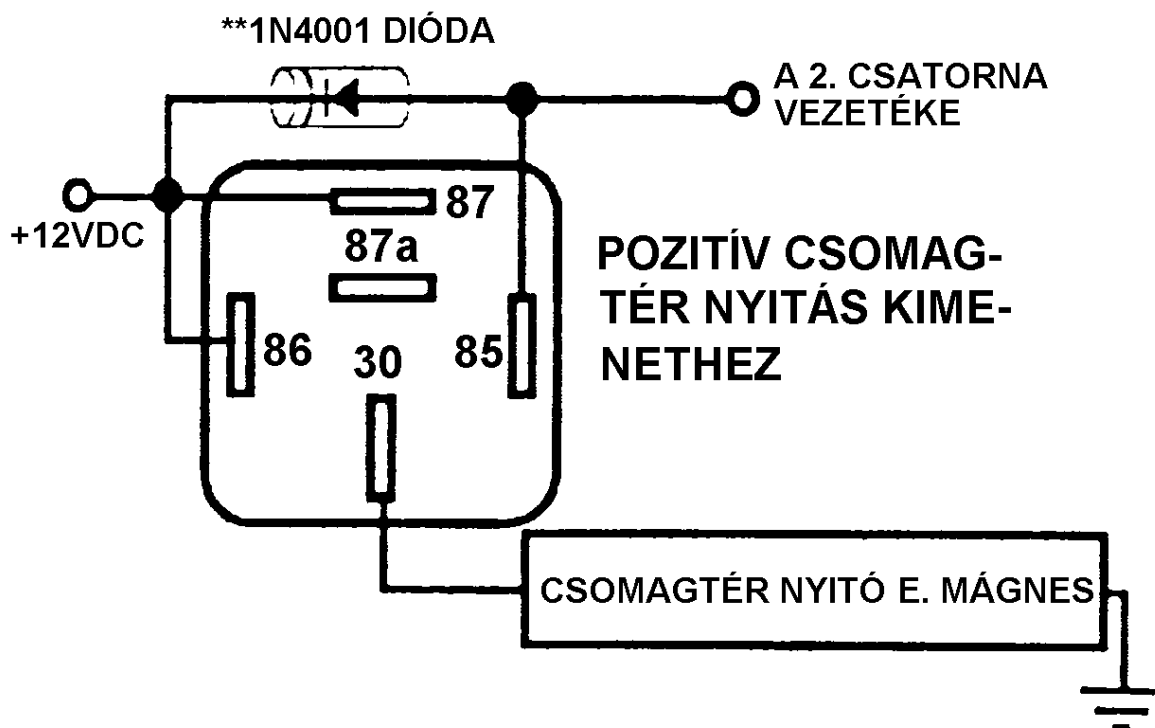 **1N4001 DIÓDA
A 2. CSATORNA
VEZETÉKE
87
+12VDC
87a
POZITÍV CSOMAG-
TÉR NYITÁS KIME-
NETHEZ
86
30
85
CSOMAGTÉR NYITÓ E. MÁGNES